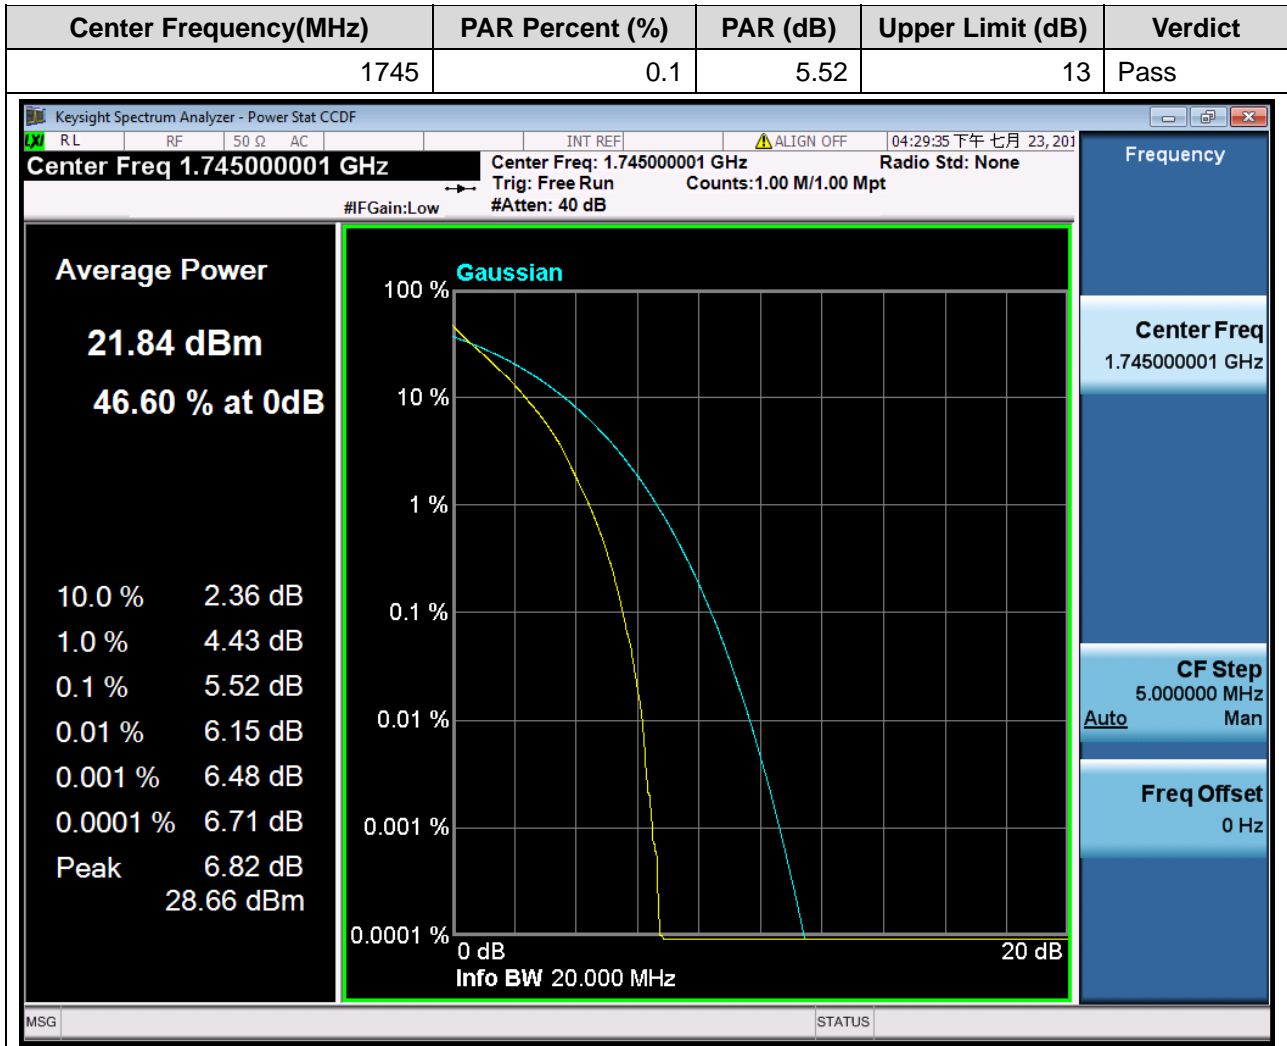 Center Frequency(MHz) PAR Percent (%) PAR (dB) Upper Limit (dB) Verdict
1745 0.1 5.52 13 Pass
Keysight Spectrum Analyzer - Power Stat CCDF
LXI RL RF 50 Ω AC INT REF ALIGN OFF 04:29:35 下午 七月 23, 201
Center Freq 1.745000001 GHz
Center Freq: 1.745000001 GHz Radio Std: None
Trig: Free Run Counts:1.00 M/1.00 Mpt
#IFGain:Low #Atten: 40 dB
Average Power
21.84 dBm
46.60 % at 0dB
10.0 % 2.36 dB
1.0 % 4.43 dB
0.1 % 5.52 dB
0.01 % 6.15 dB
0.001 % 6.48 dB
0.0001 % 6.71 dB
Peak 6.82 dB
28.66 dBm
Gaussian
100 %
10 %
1 %
0.1 %
0.01 %
0.001 %
0.0001 %
0 dB 20 dB
Info BW 20.000 MHz
Frequency
Center Freq
1.745000001 GHz
CF Step
5.000000 MHz
Auto Man
Freq Offset
0 Hz
MSG STATUS